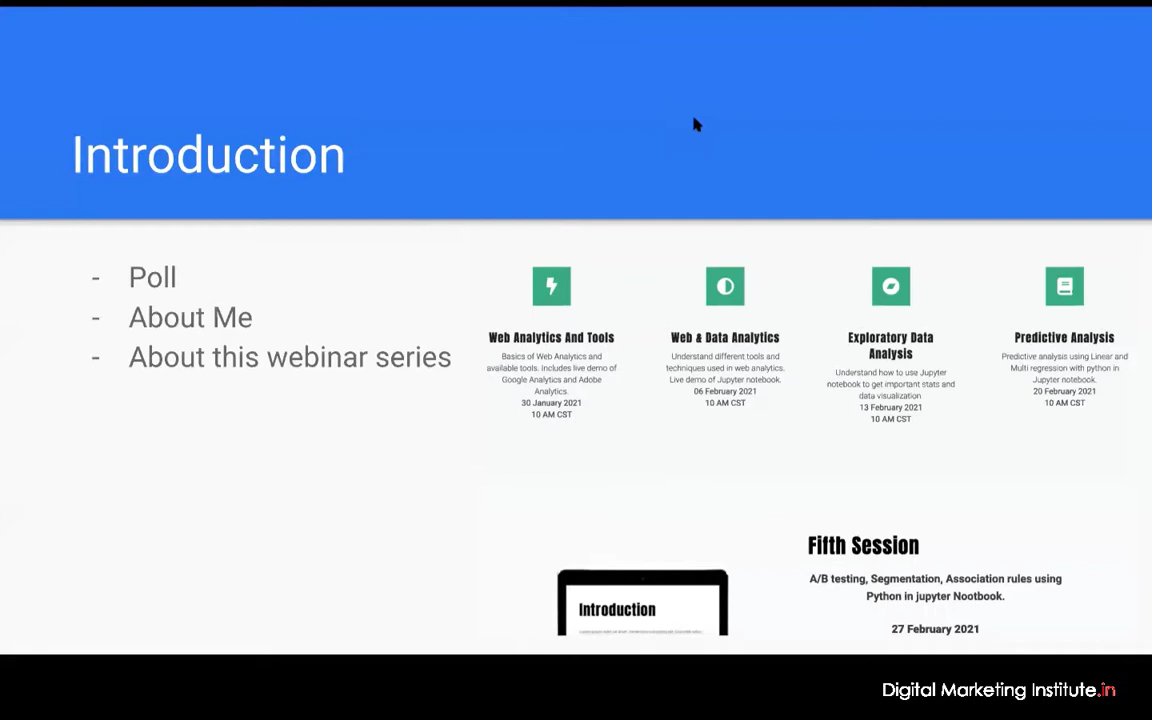 Introduction
- Poll
- About Me
- About this webinar series
Web Analytics And Tools
Basics of Web Analytics and
available tools. Includes live demo of
Google Analytics and Adobe
Analytics.
30 January 2021
10 AM CST
Web & Data Analytics
Understand different tools and
techniques used in web analytics.
Live demo of Jupyter notebook.
06 February 2021
10 AM CST
Exploratory Data
Analysis
Understand how to use Jupyter
notebook to get important stats and
data visualization
13 February 2021
10 AM CST
Predictive Analysis
Predictive analysis using Linear and
Multi regression with python in
Jupyter notebook.
20 February 2021
10 AM CST
Introduction
Fifth Session
A/B testing, Segmentation, Association rules using
Python in jupyter Nootbook.
27 February 2021
Digital Marketing Institute.in